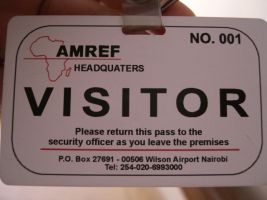 NO. 001
AMREF
HEADQUATERS
VISITOR
Please return this pass to the
security officer as you leave the premises
P.O. Box 27691 - 00506 Wilson Airport Nairobi
Tel: 254-020-6993000